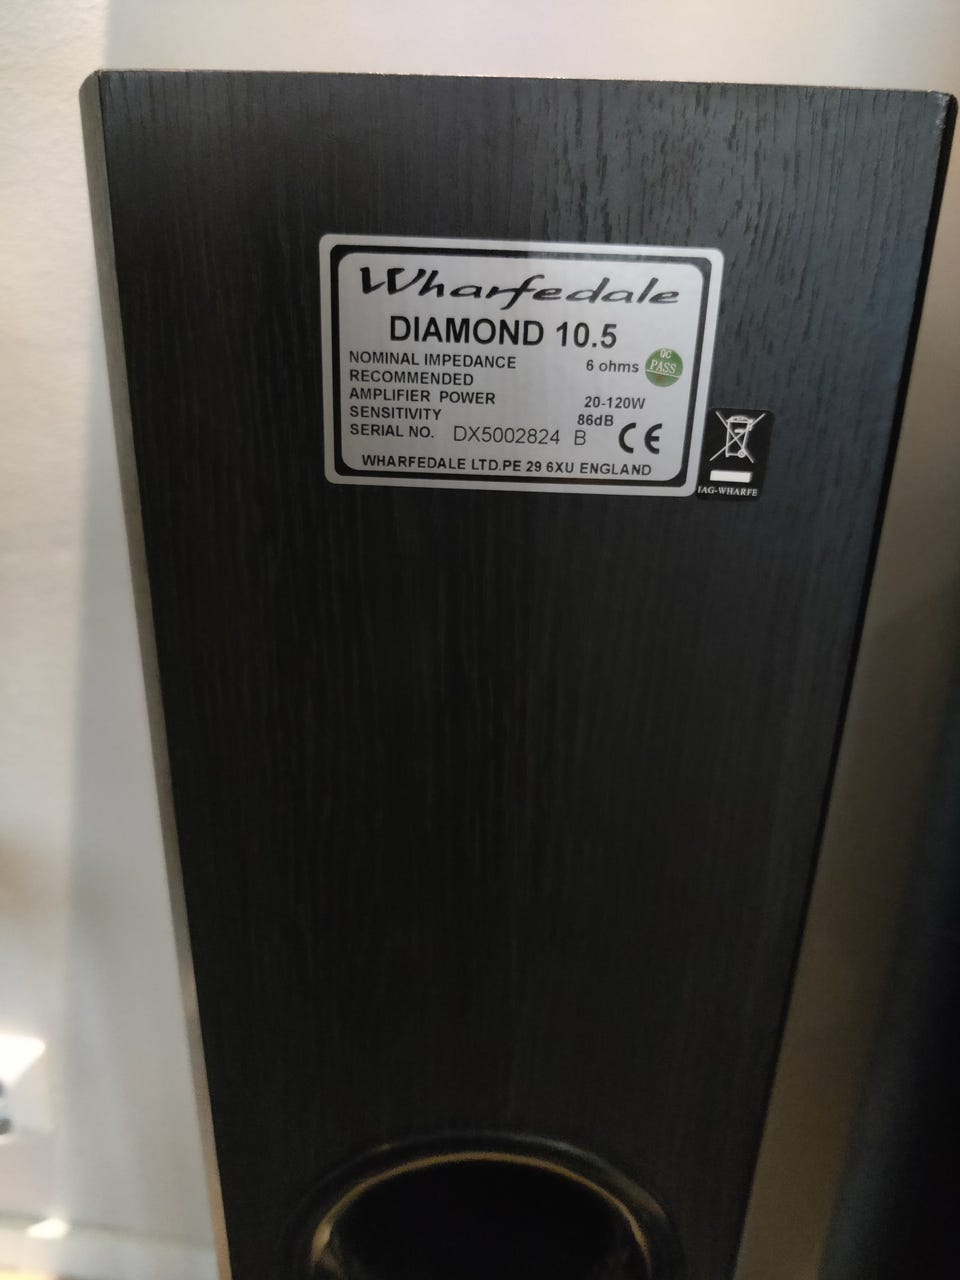 Wharfedale
DIAMOND 10.5
NOMINAL IMPEDANCE 6 ohms
QC
PASS
RECOMMENDED
AMPLIFIER POWER 20-120W
SENSITIVITY 86dB
SERIAL NO. DX5002824 B CE
WHARFEDALE LTD.PE 29 6XU ENGLAND
IAG-WHARFE